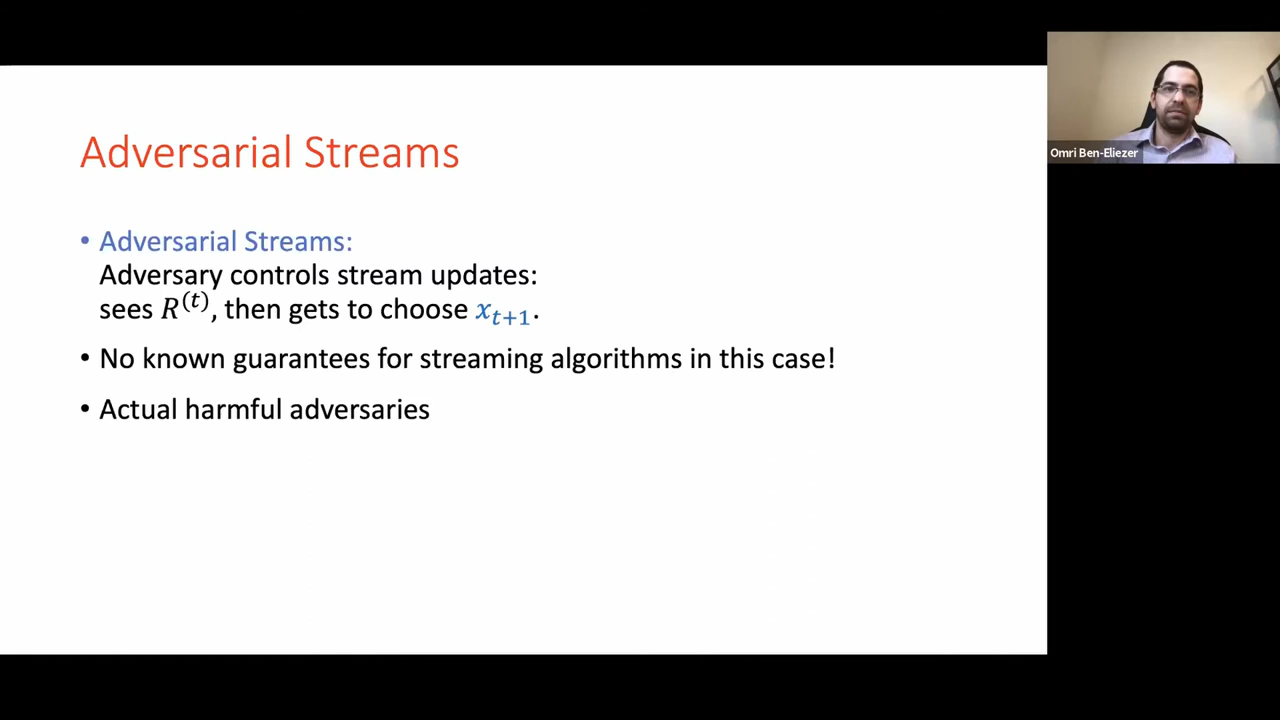 Adversarial Streams
• Adversarial Streams:
Adversary controls stream updates:
sees R^(t), then gets to choose x_{t+1}.
• No known guarantees for streaming algorithms in this case!
• Actual harmful adversaries
Omri Ben-Eliezer